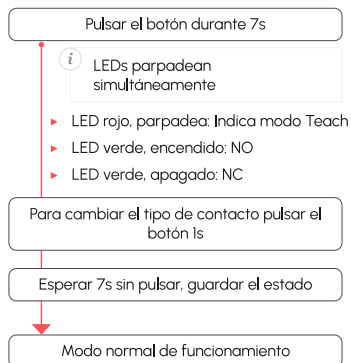 Pulsar el botón durante 7s
i
LEDs parpadean
simultáneamente
► LED rojo, parpadea: Indica modo Teach
► LED verde, encendido: NO
► LED verde, apagado: NC
Para cambiar el tipo de contacto pulsar el
botón 1s
Esperar 7s sin pulsar, guardar el estado
Modo normal de funcionamiento